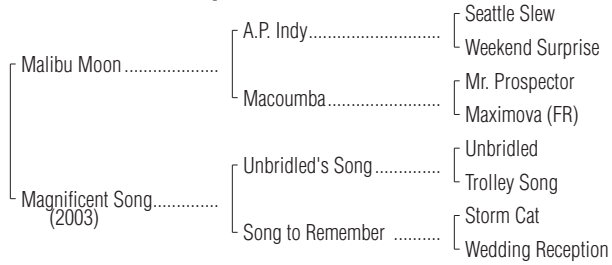 Seattle Slew
A.P. Indy..............................
Weekend Surprise
Malibu Moon.....................
Mr. Prospector
Macoumba..........................
Maximova (FR)
Unbridled
Unbridled's Song...............
Trolley Song
Magnificent Song...............
(2003)
Storm Cat
Song to Remember ..........
Wedding Reception